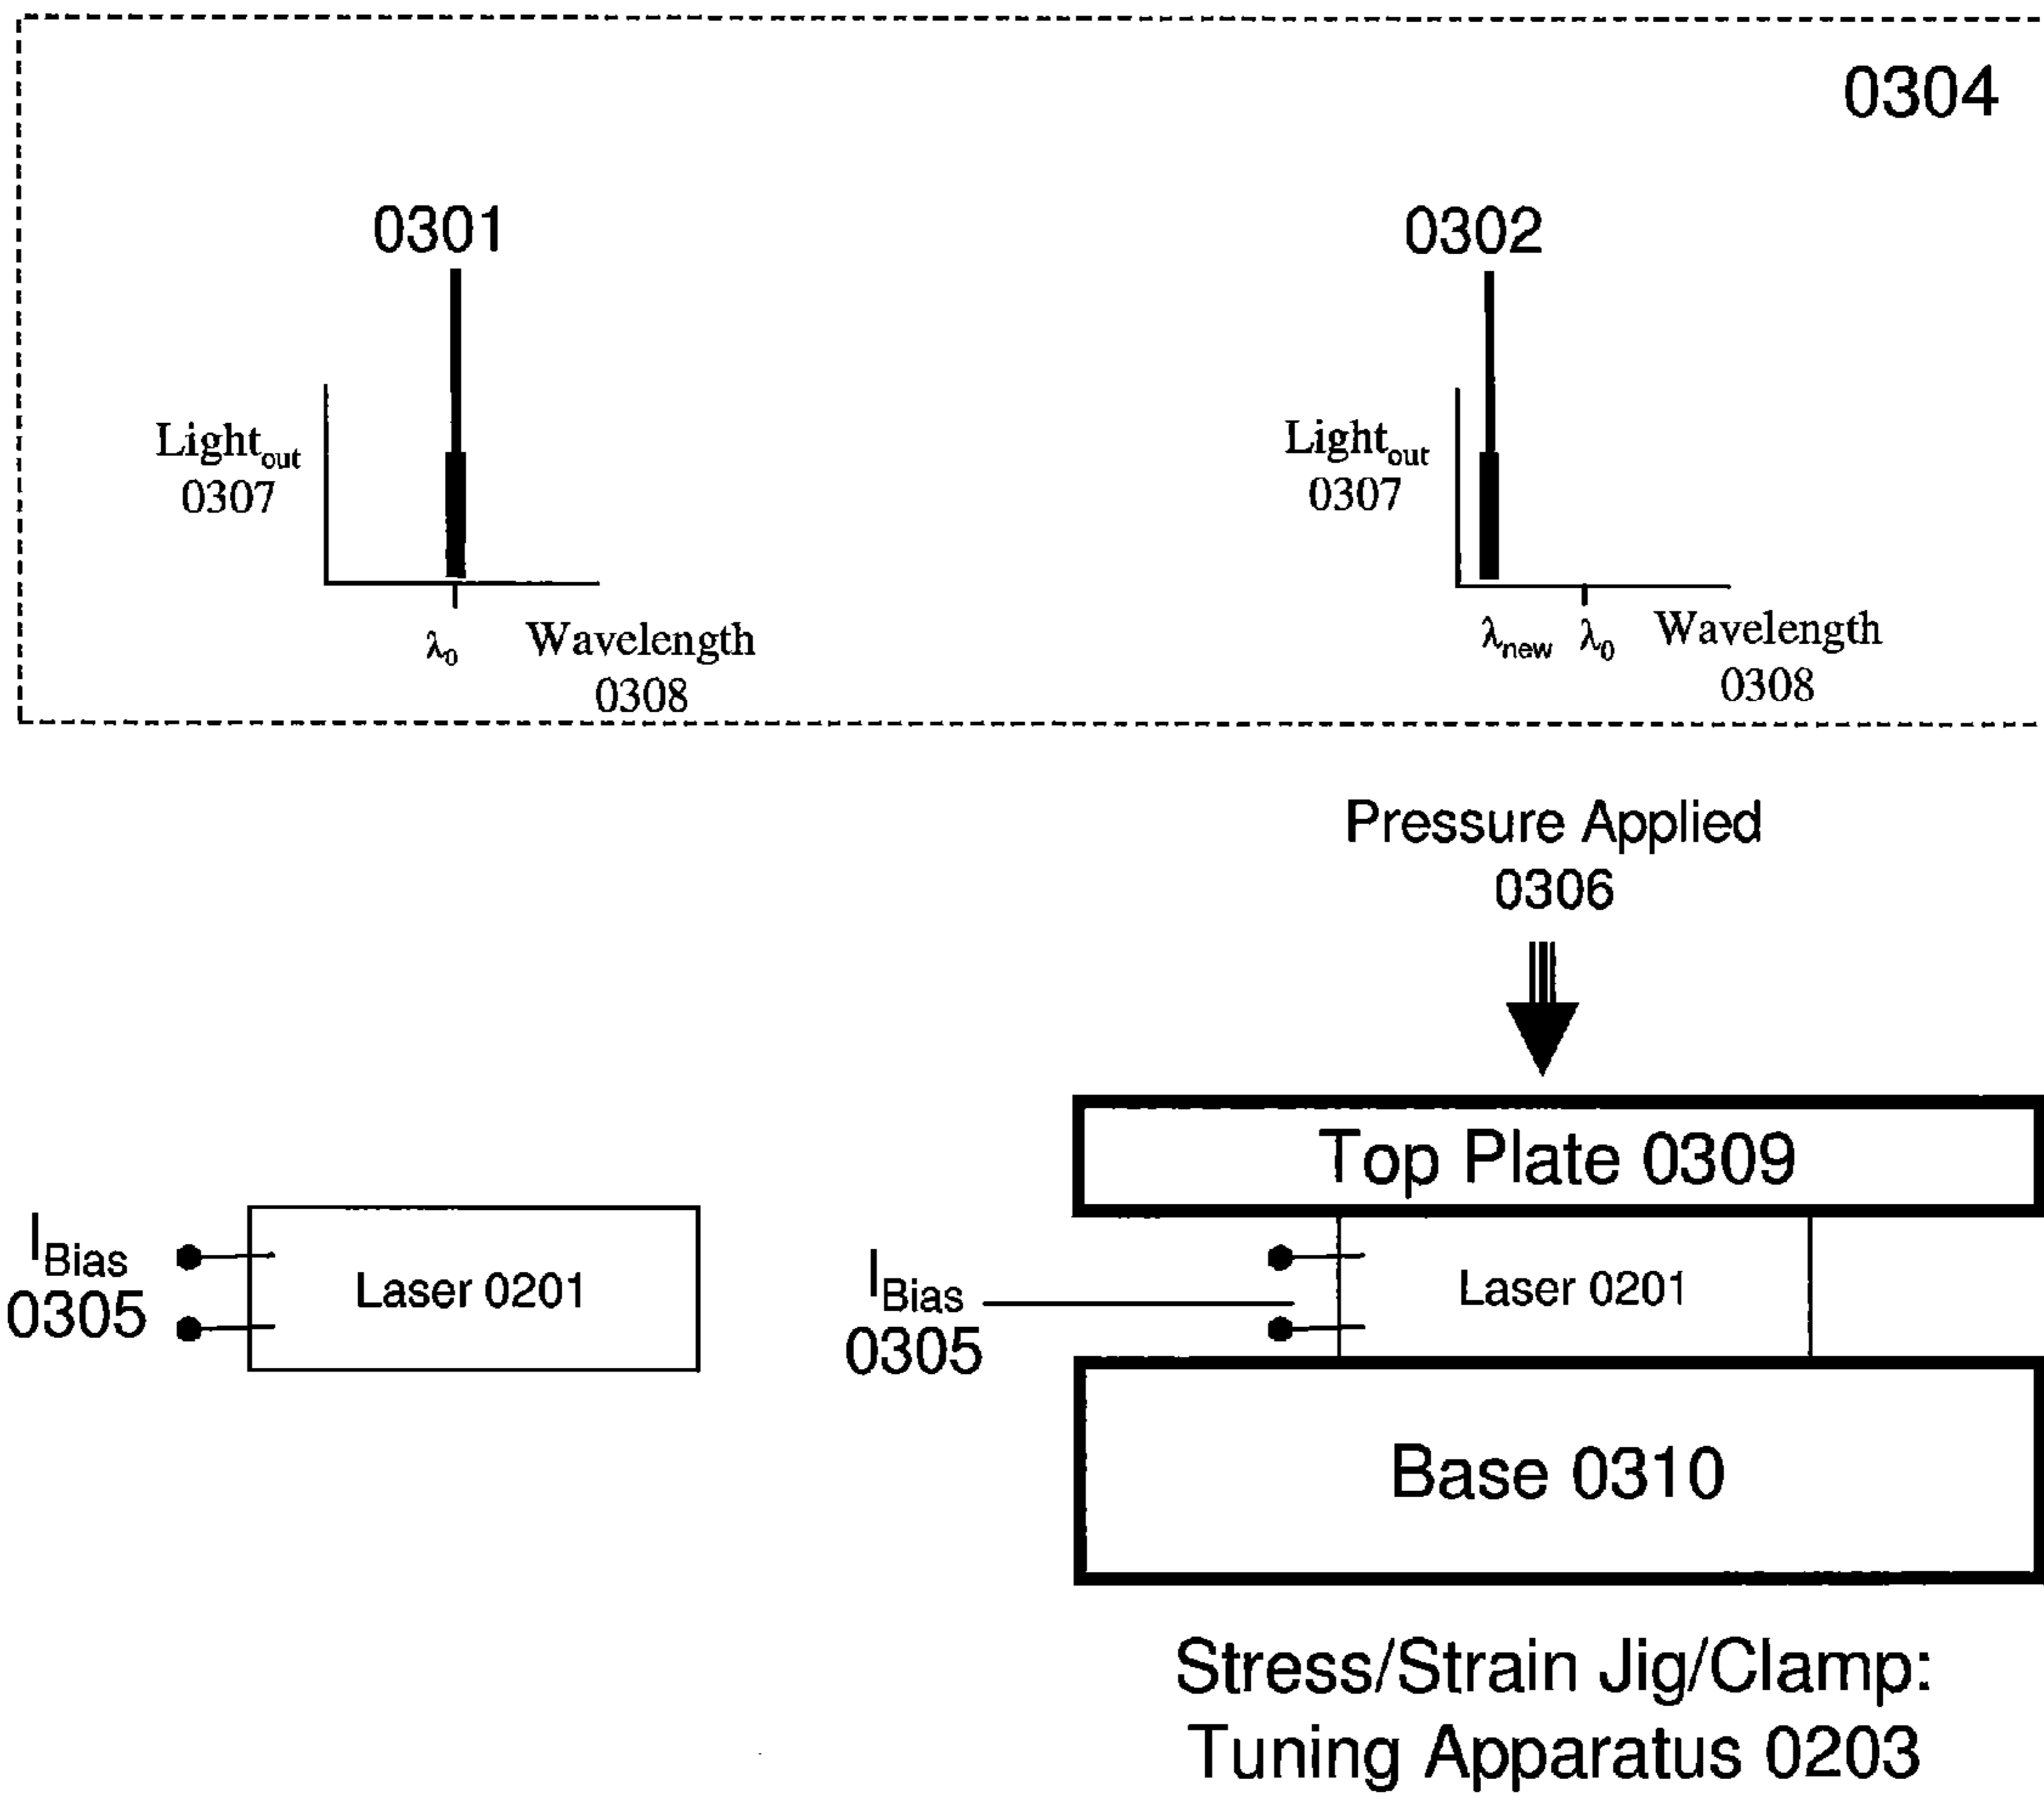 0304
0301
0302
Light_out
0307
Light_out
0307
λ_0
Wavelength
0308
λ_new λ_0
Wavelength
0308
Pressure Applied
0306
Top Plate 0309
I_Bias
0305
Laser 0201
I_Bias
0305
Laser 0201
Base 0310
Stress/Strain Jig/Clamp:
Tuning Apparatus 0203